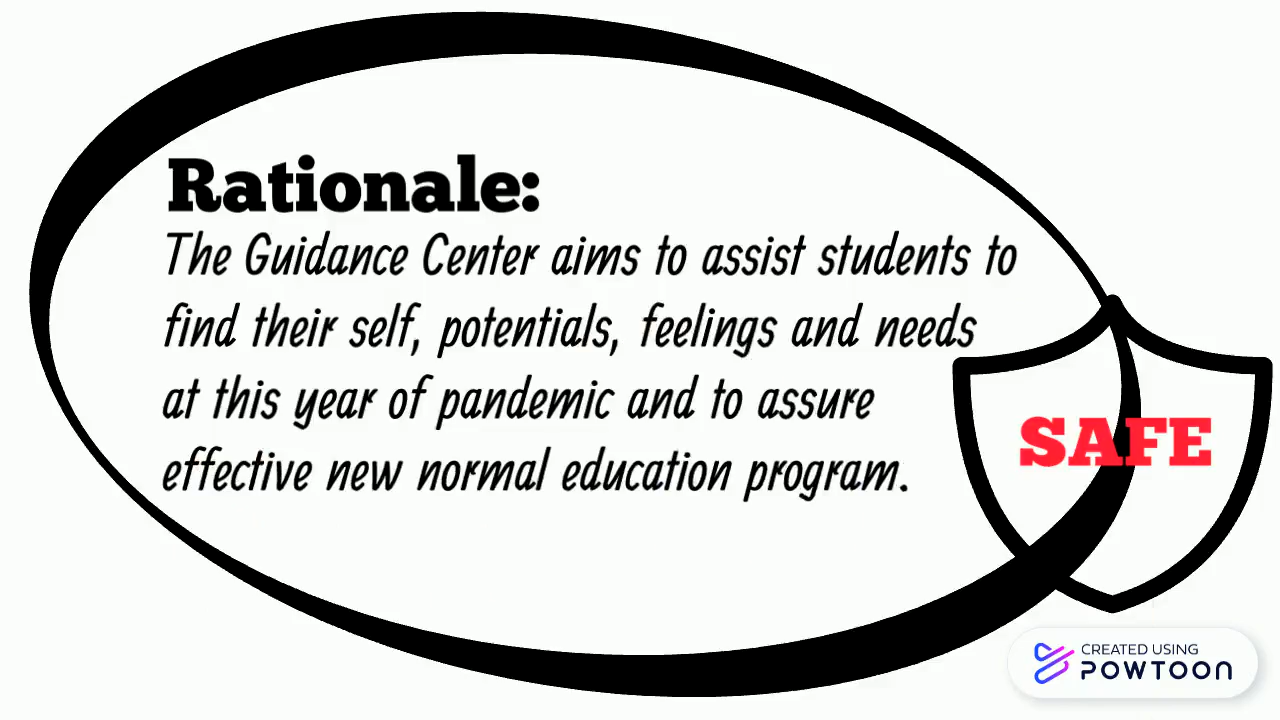 Rationale:
The Guidance Center aims to assist students to
find their self, potentials, feelings and needs
at this year of pandemic and to assure
effective new normal education program.
SAFE
CREATED USING
POWTOON